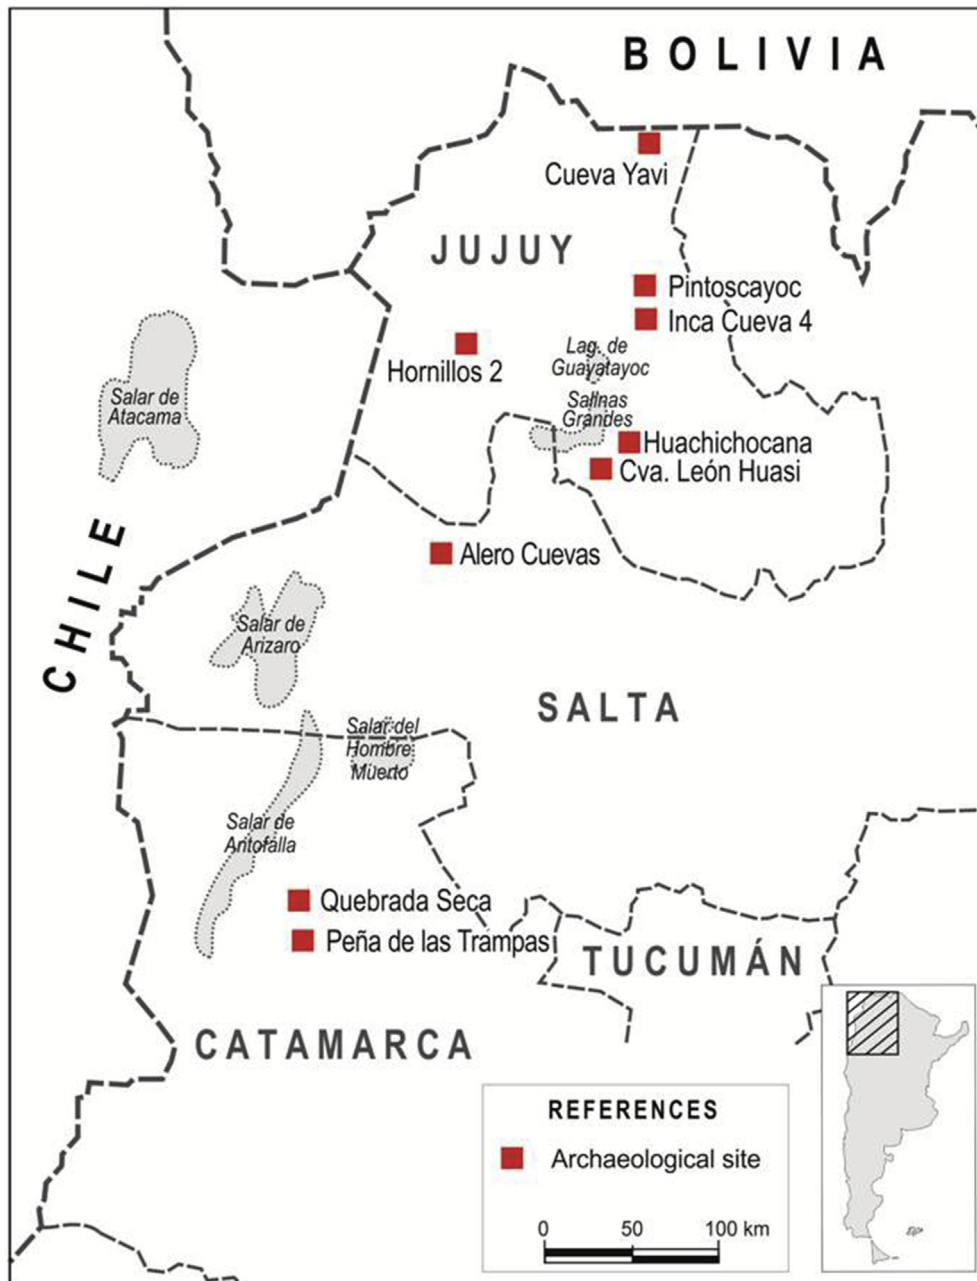 BOLIVIA
Cueva Yavi
JUJUY
Pintoscayoc
Inca Cueva 4
Lag. de
Guayatayoc
Hornillos 2
Salar de
Atacama
Salinas
Grandes
Huachichocana
Cva. León Huasi
CHILE
Alero Cuevas
Salar de
Arizaro
SALTA
Salar del
Hombre
Muerto
Salar de
Antofalla
Quebrada Seca
Peña de las Trampas
TUCUMÁN
CATAMARCA
REFERENCES
Archaeological site
0 50 100 km